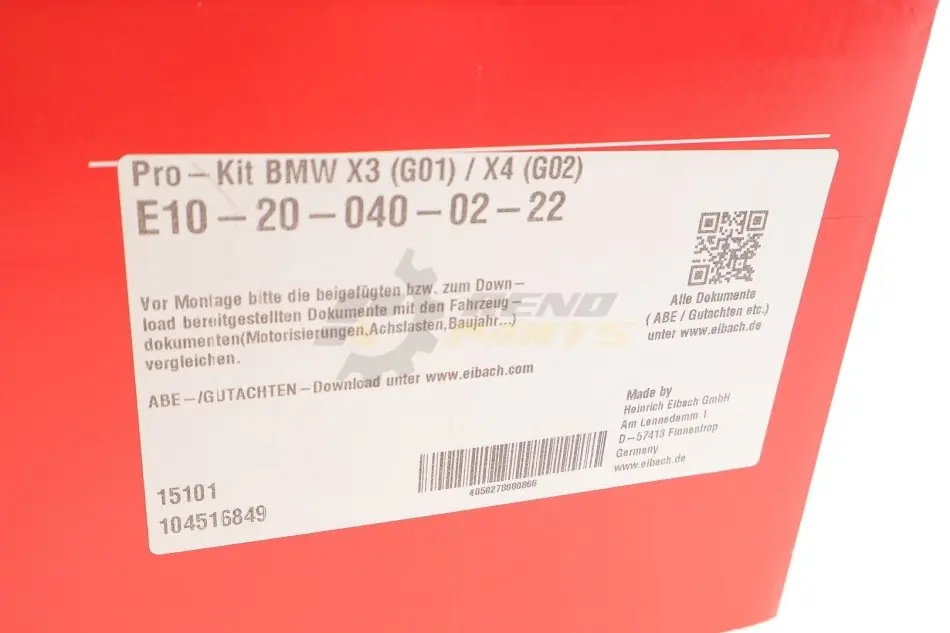 Pro – Kit BMW X3 (G01) / X4 (G02)
E10 – 20 – 040 – 02 – 22
Vor Montage bitte die beigefügten bzw. zum Down –
load bereitgestellten Dokumente mit den Fahrzeug –
dokumenten(Motorisierungen,Achslasten,Baujahr...)
vergleichen.
ABE –/GUTACHTEN –Download unter www.eibach.com
Alle Dokumente
( ABE / Gutachten etc.)
unter www.eibach.de
Made by
Heinrich Eibach GmbH
Am Lennedamm 1
D–57413 Finnentrop
Germany
www.eibach.de
15101
104516849
PARTS